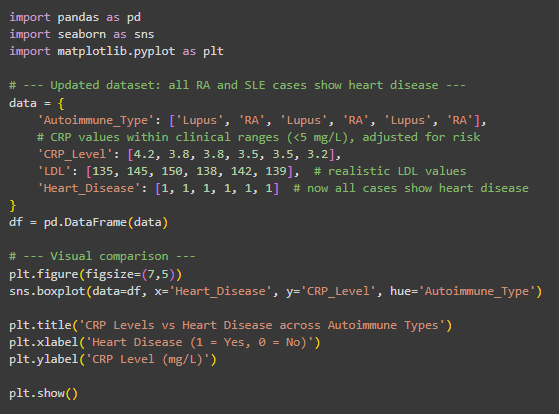 import pandas as pd
import seaborn as sns
import matplotlib.pyplot as plt

# --- Updated dataset: all RA and SLE cases show heart disease ---
data = {
    'Autoimmune_Type': ['Lupus', 'RA', 'Lupus', 'RA', 'Lupus', 'RA'],
    # CRP values within clinical ranges (<5 mg/L), adjusted for risk
    'CRP_Level': [4.2, 3.8, 3.8, 3.5, 3.5, 3.2],
    'LDL': [135, 145, 150, 138, 142, 139],  # realistic LDL values
    'Heart_Disease': [1, 1, 1, 1, 1, 1]  # now all cases show heart disease
}
df = pd.DataFrame(data)

# --- Visual comparison ---
plt.figure(figsize=(7,5))
sns.boxplot(data=df, x='Heart_Disease', y='CRP_Level', hue='Autoimmune_Type')

plt.title('CRP Levels vs Heart Disease across Autoimmune Types')
plt.xlabel('Heart Disease (1 = Yes, 0 = No)')
plt.ylabel('CRP Level (mg/L)')

plt.show()